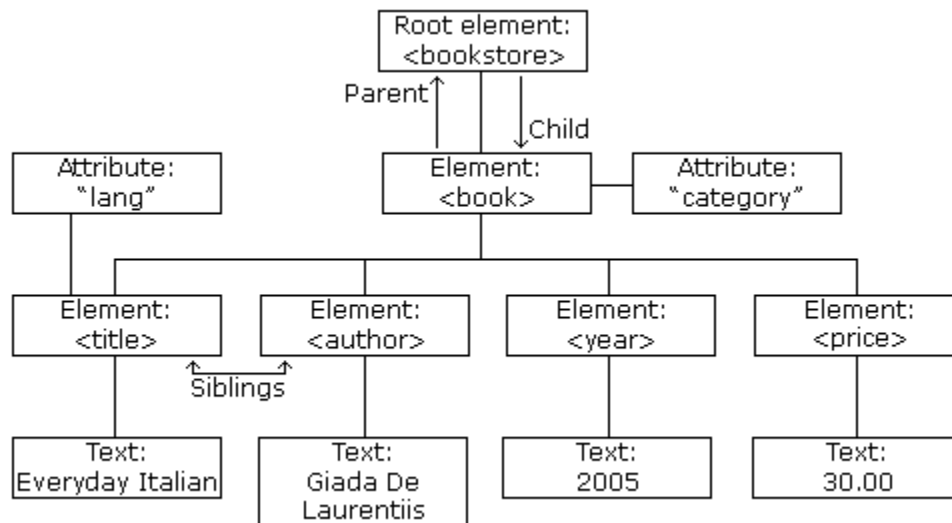 Root element:
<bookstore>
Parent
Child
Attribute:
“lang”
Element:
<book>
Attribute:
“category”
Element:
<title>
Element:
<author>
Element:
<year>
Element:
<price>
Siblings
Text:
Everyday Italian
Text:
Giada De
Laurentiis
Text:
2005
Text:
30.00